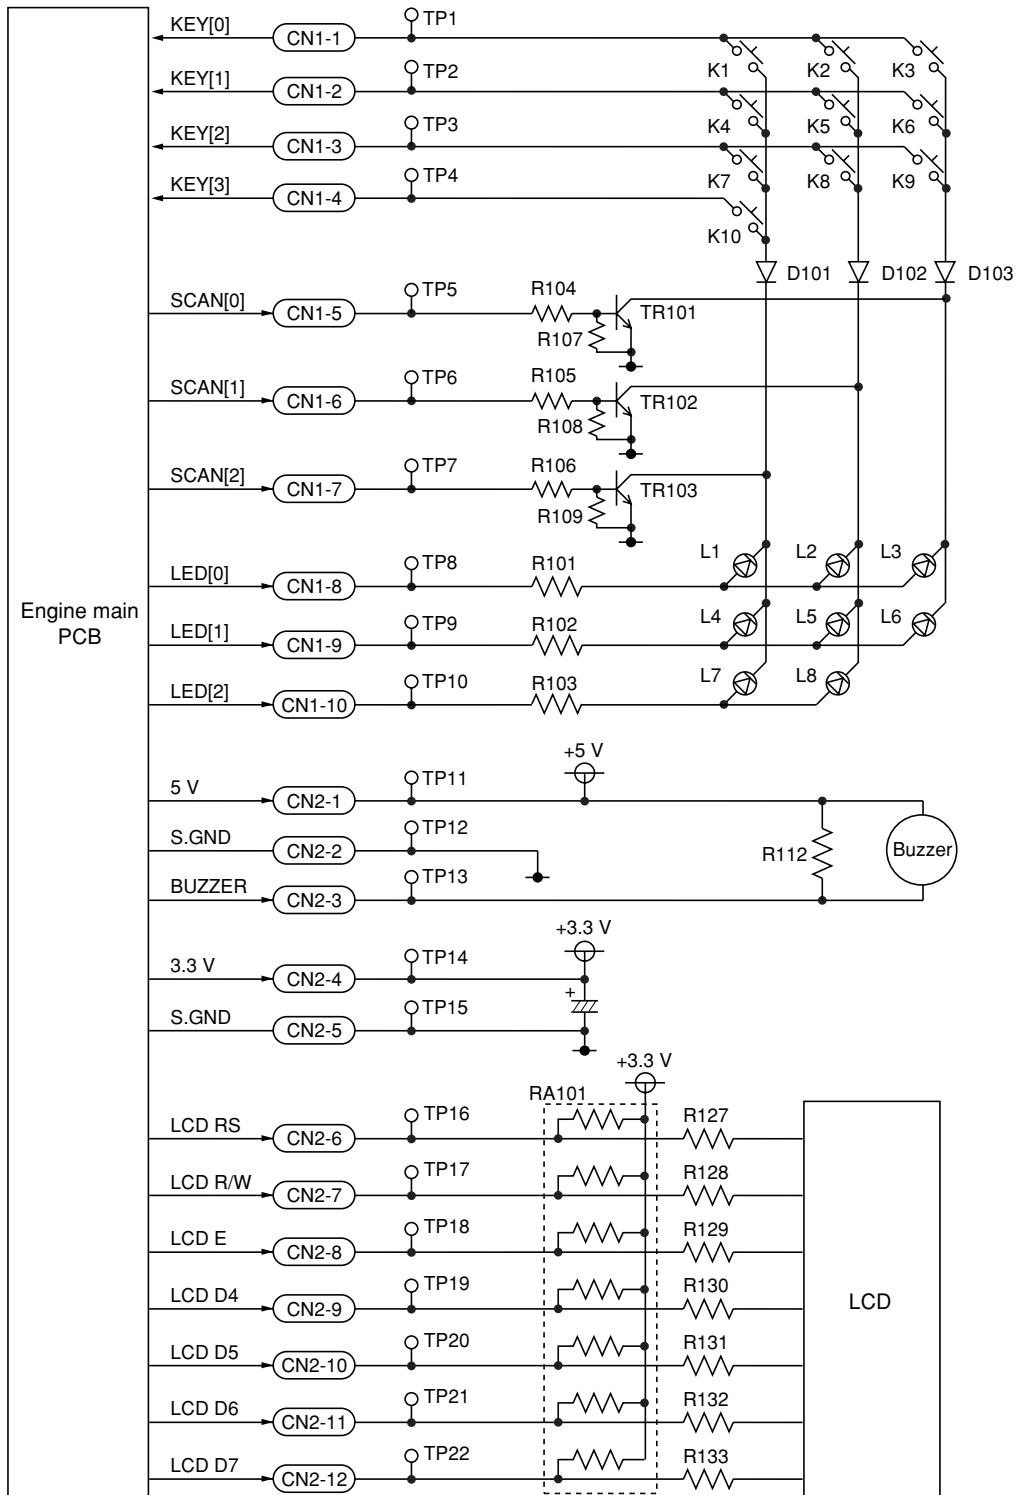 KEY[0] CN1-1 TP1
K1 K2 K3
KEY[1] CN1-2 TP2
K4 K5 K6
KEY[2] CN1-3 TP3
K7 K8 K9
KEY[3] CN1-4 TP4
K10
D101 D102 D103
SCAN[0] CN1-5 TP5 R104 TR101
R107
SCAN[1] CN1-6 TP6 R105 TR102
R108
SCAN[2] CN1-7 TP7 R106 TR103
R109
L1 L2 L3
LED[0] CN1-8 TP8 R101
Engine main
PCB
L4 L5 L6
LED[1] CN1-9 TP9 R102
L7 L8
LED[2] CN1-10 TP10 R103
+5 V
5 V CN2-1 TP11
S.GND CN2-2 TP12
R112 Buzzer
BUZZER CN2-3 TP13
+3.3 V
3.3 V CN2-4 TP14
+
S.GND CN2-5 TP15
+3.3 V
RA101
LCD RS CN2-6 TP16 R127
LCD R/W CN2-7 TP17 R128
LCD E CN2-8 TP18 R129
LCD D4 CN2-9 TP19 R130
LCD
LCD D5 CN2-10 TP20 R131
LCD D6 CN2-11 TP21 R132
LCD D7 CN2-12 TP22 R133